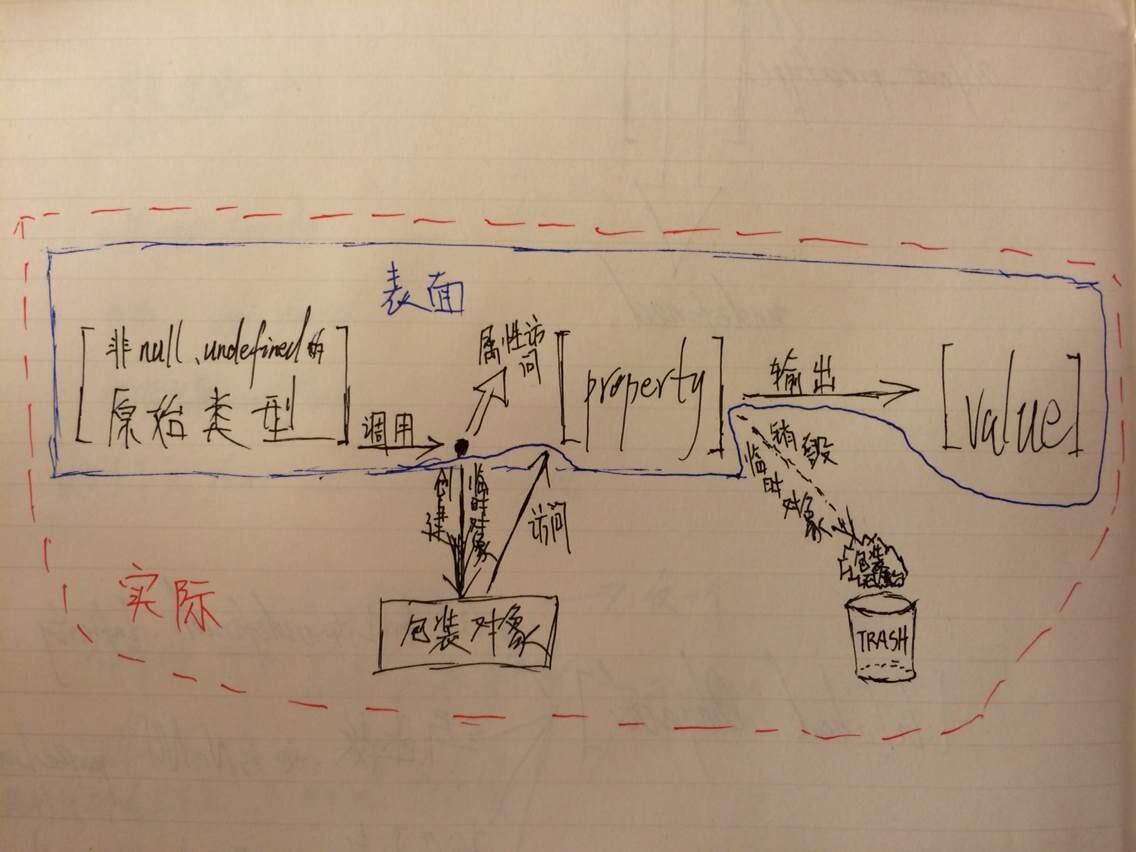 表面
非null、undefined的
原始类型
调用
属性访问
[property]
输出
[value]
创建
临时对象
访问
销毁
临时对象
包装
实际
包装对象
TRASH